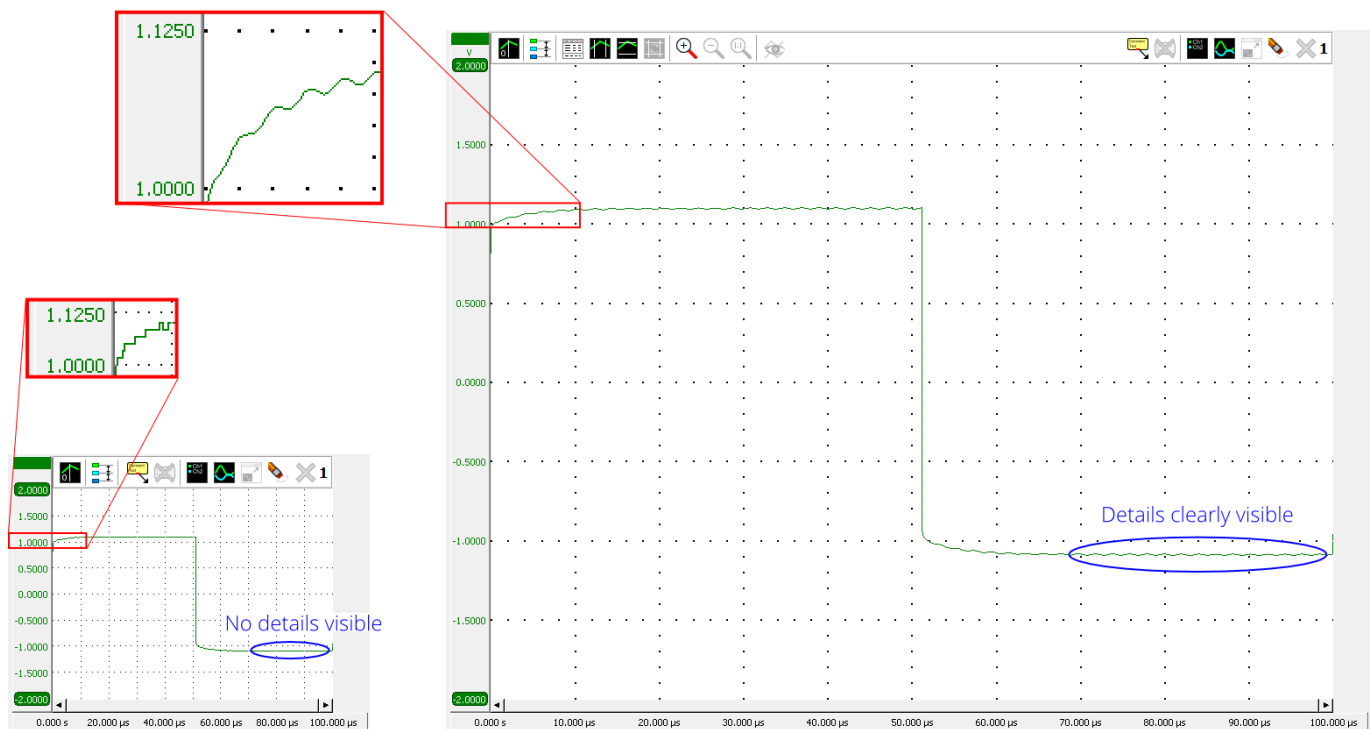 1.1250
1.0000
V
2.0000
1.5000
1.0000
0.5000
0.0000
-0.5000
-1.0000
-1.5000
-2.0000
1
Details clearly visible
0.000 s
10.000 µs
20.000 µs
30.000 µs
40.000 µs
50.000 µs
60.000 µs
70.000 µs
80.000 µs
90.000 µs
100.000 µs
1.1250
1.0000
2.0000
1.5000
1.0000
0.5000
0.0000
-0.5000
-1.0000
-1.5000
-2.0000
Ch1
Ch2
1
No details visible
0.000 s
20.000 µs
40.000 µs
60.000 µs
80.000 µs
100.000 µs